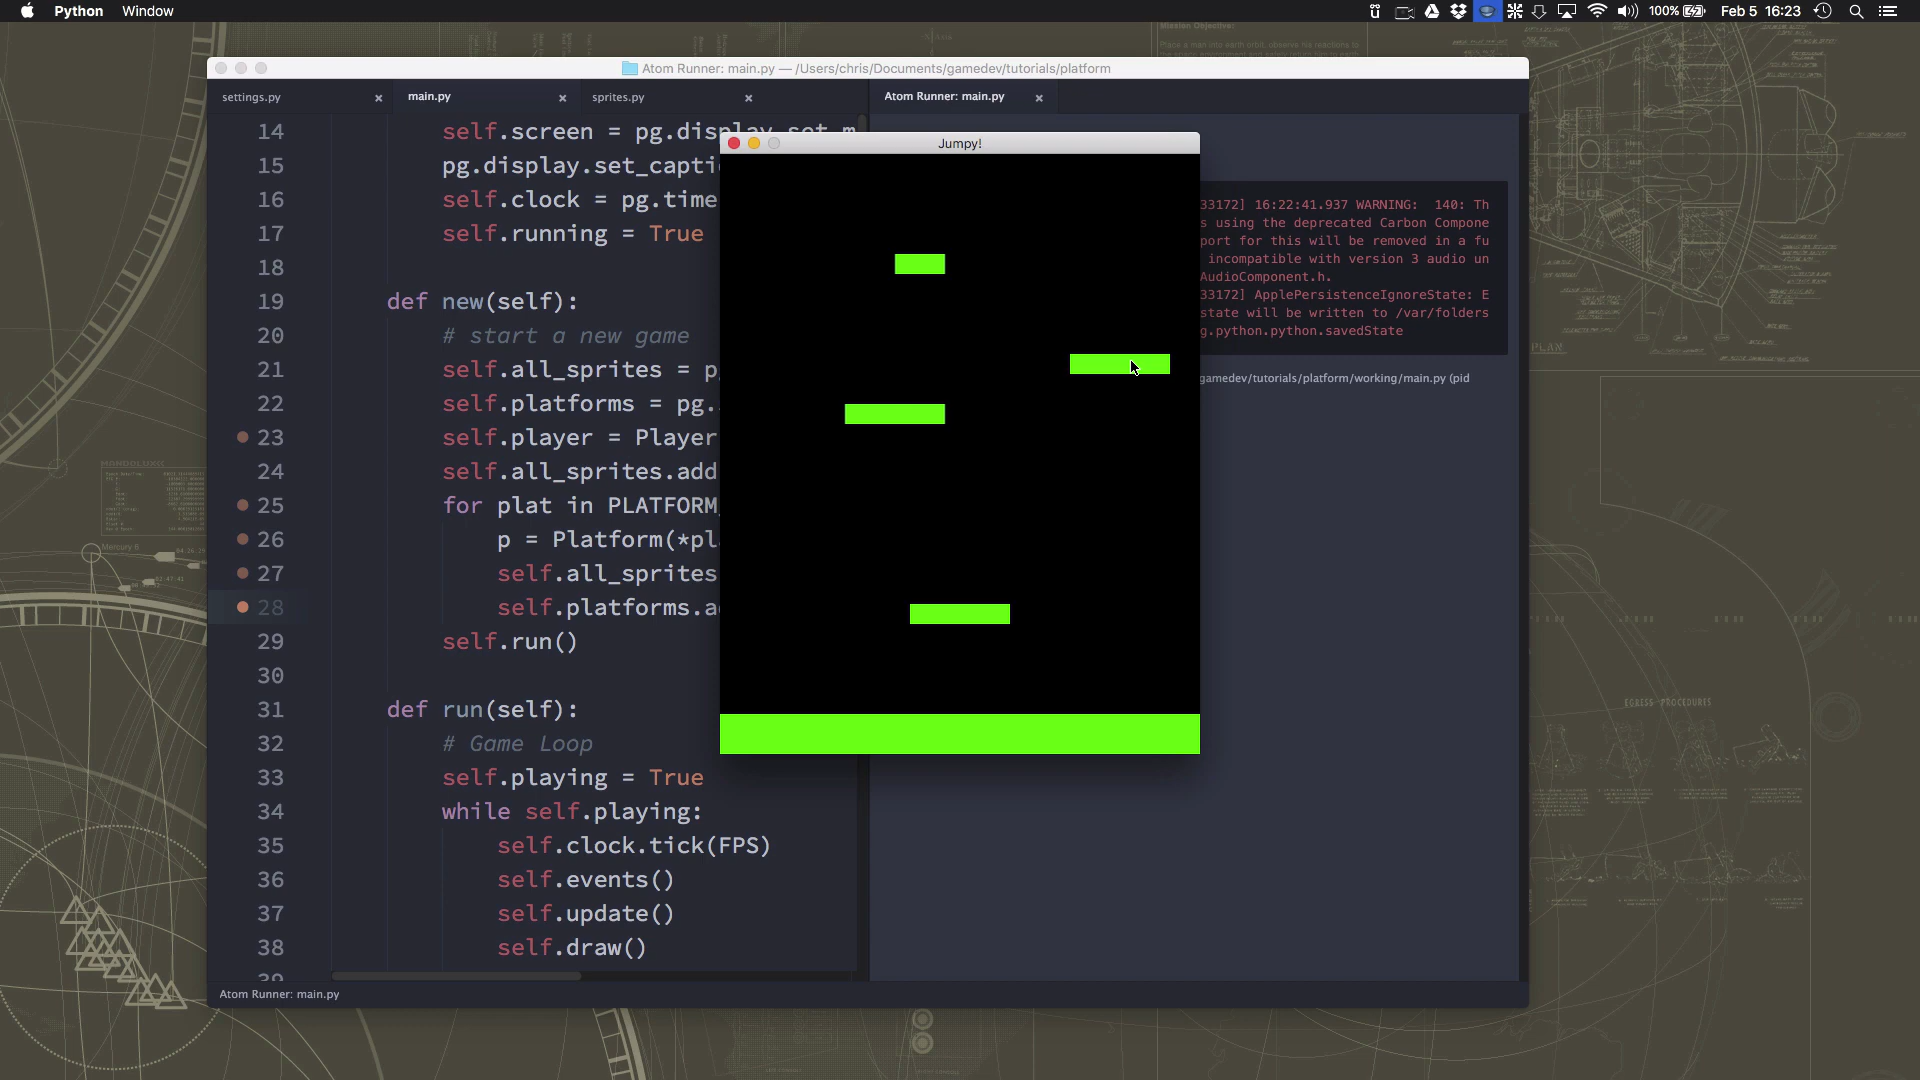 Python Window
100% Feb 5 16:23
Mission Objective:
Atom Runner: main.py — /Users/chris/Documents/gamedev/tutorials/platform
settings.py × main.py × sprites.py ×
Atom Runner: main.py ×
14 self.screen = pg.display.set_m
15 pg.display.set_capti
16 self.clock = pg.time
17 self.running = True
18
19 def new(self):
20 # start a new game
21 self.all_sprites = p
22 self.platforms = pg.
23 self.player = Player
24 self.all_sprites.add
25 for plat in PLATFORM_
26 p = Platform(*pl
27 self.all_sprites
28 self.platforms.a
29 self.run()
30
31 def run(self):
32 # Game Loop
33 self.playing = True
34 while self.playing:
35 self.clock.tick(FPS)
36 self.events()
37 self.update()
38 self.draw()
39
Jumpy!
33172] 16:22:41.937 WARNING: 140: Th
s using the deprecated Carbon Compone
port for this will be removed in a fu
incompatible with version 3 audio un
AudioComponent.h.
33172] ApplePersistenceIgnoreState: E
state will be written to /var/folders
g.python.python.savedState
gamedev/tutorials/platform/working/main.py (pid
Atom Runner: main.py
EGRESS PROCEDURES